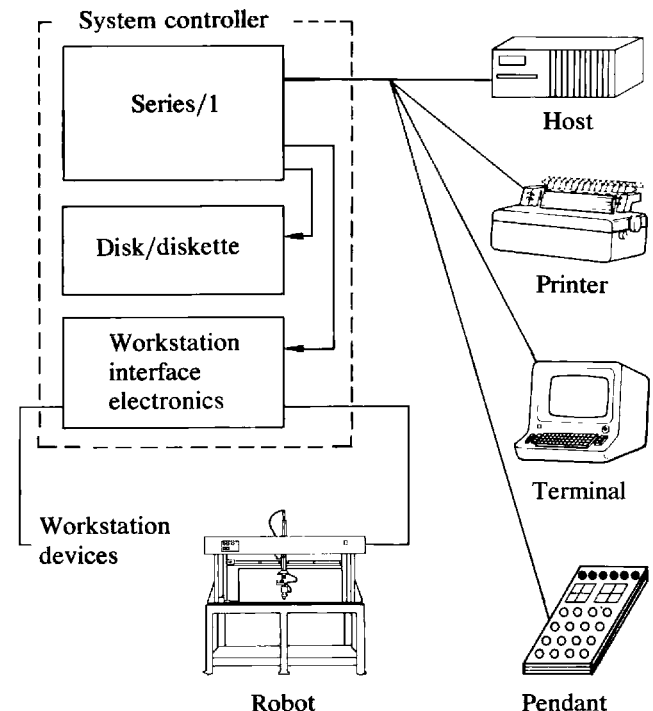 System controller
Series/1
Host
Disk/diskette
Printer
Workstation
interface
electronics
Terminal
Workstation
devices
Robot
Pendant